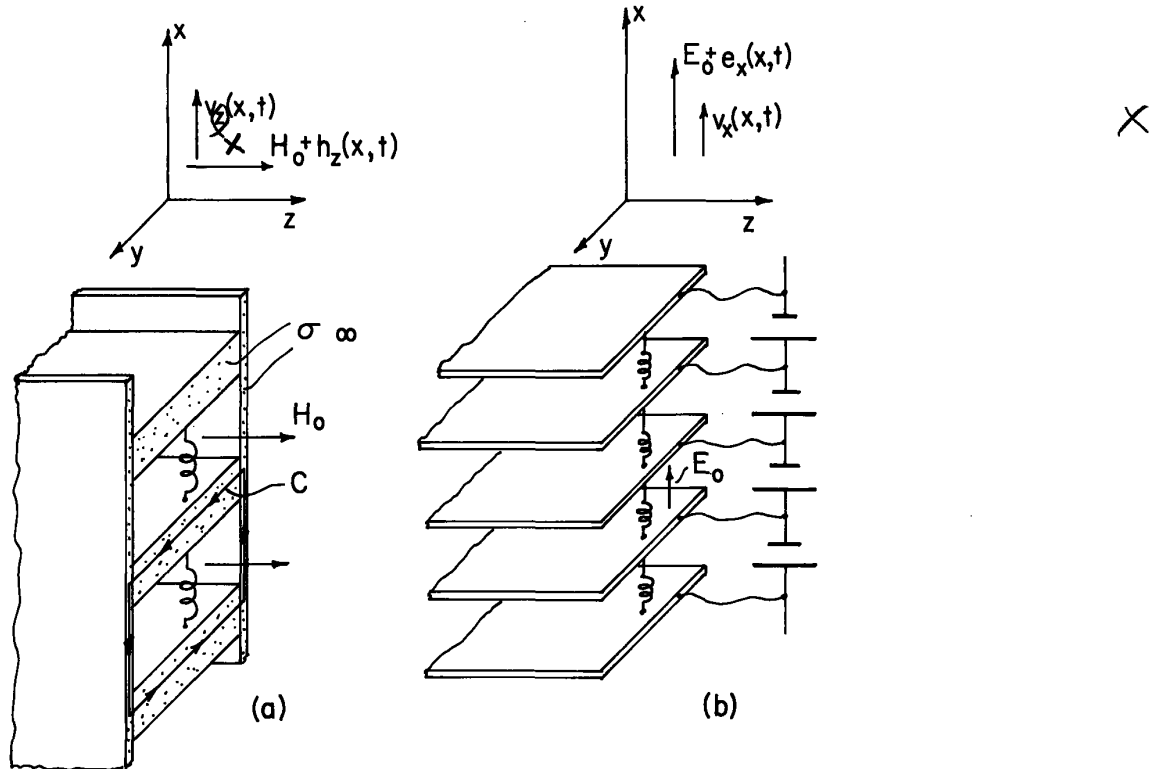 x
v_z(x,t)
x
H_o + h_z(x,t)
z
y
σ ∞
H_o
C
(a)
x
E_o + e_x(x,t)
v_x(x,t)
z
y
E_o
(b)
X